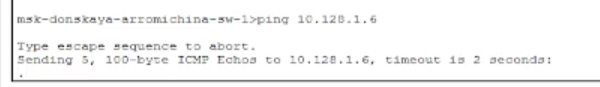 msk-donskaya-arromichina-sw-1>ping 10.128.1.6
Type escape sequence to abort.
Sending 5, 100-byte ICMP Echos to 10.128.1.6, timeout is 2 seconds:
.